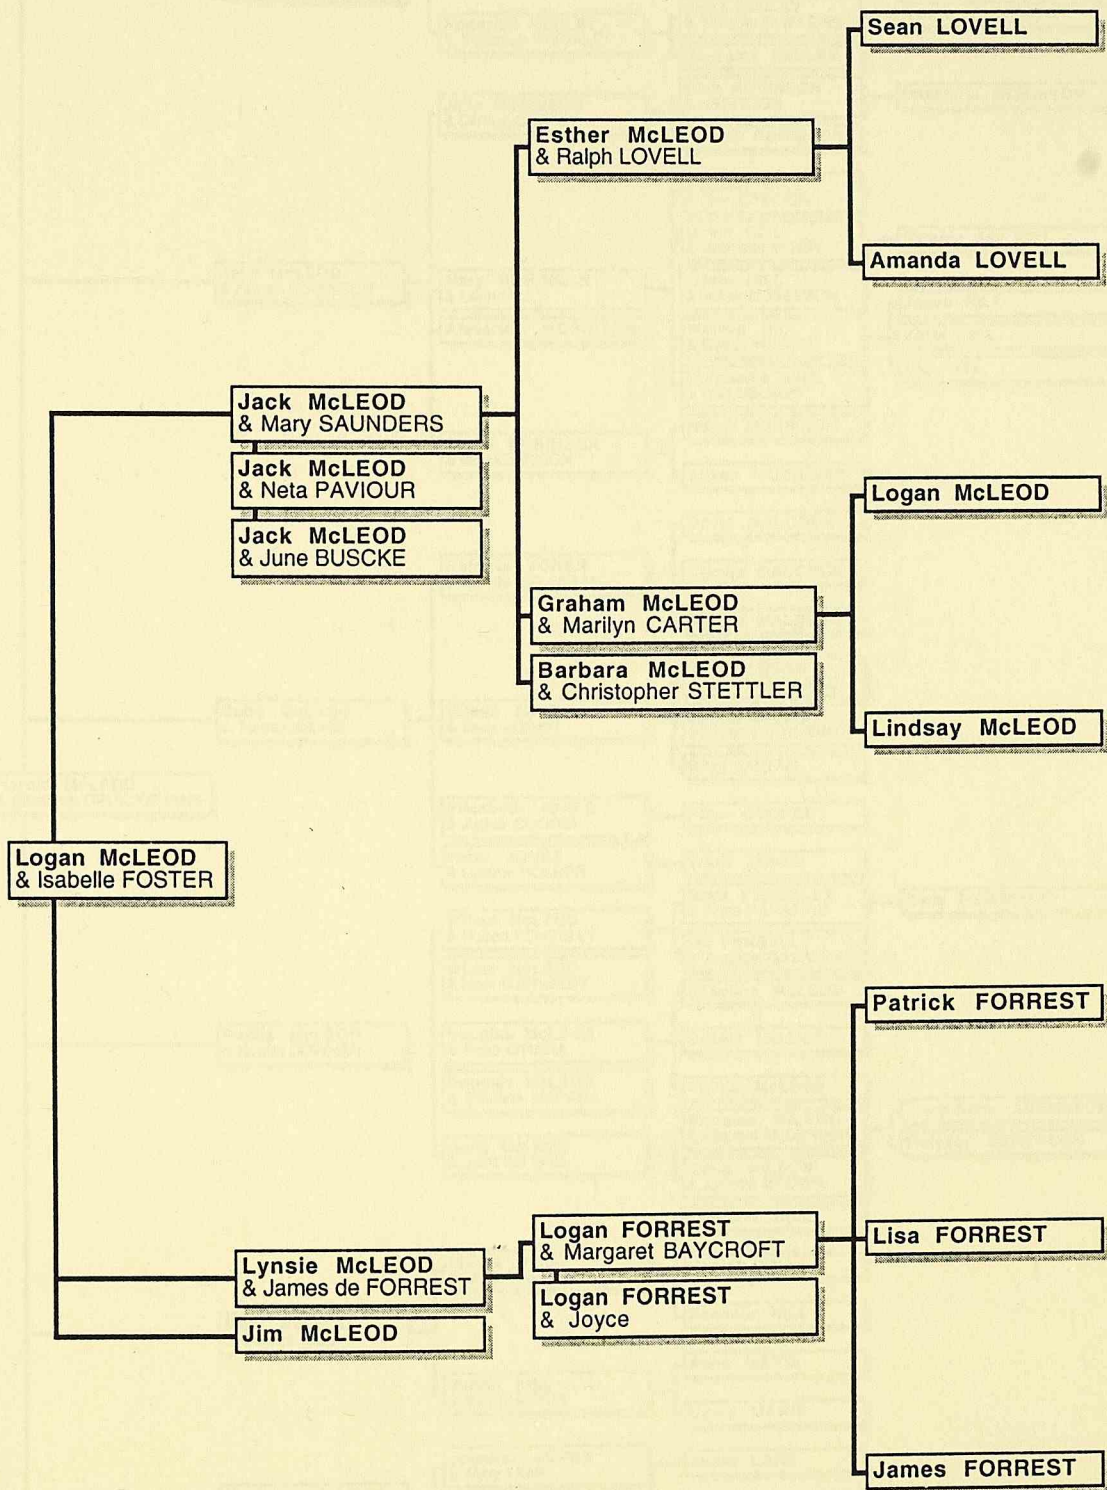 Sean LOVELL
Esther McLEOD
& Ralph LOVELL
Amanda LOVELL
Jack McLEOD
& Mary SAUNDERS
Jack McLEOD
& Neta PAVIOUR
Jack McLEOD
& June BUSCKE
Logan McLEOD
Graham McLEOD
& Marilyn CARTER
Barbara McLEOD
& Christopher STETTLER
Lindsay McLEOD
Logan McLEOD
& Isabelle FOSTER
Patrick FORREST
Logan FORREST
& Margaret BAYCROFT
Lisa FORREST
Lynsie McLEOD
& James de FORREST
Logan FORREST
& Joyce
Jim McLEOD
James FORREST